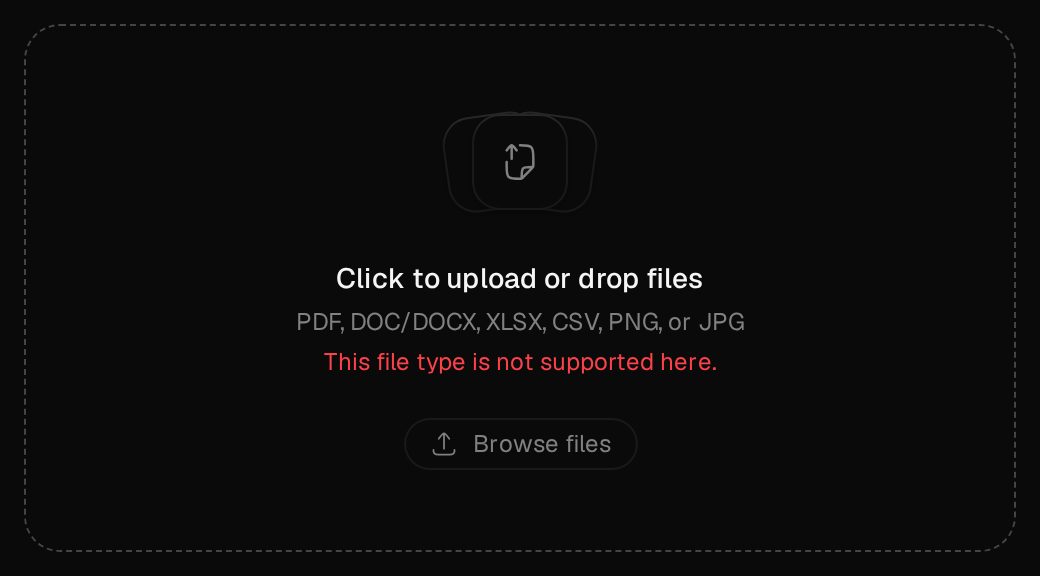 Click to upload or drop files
PDF, DOC/DOCX, XLSX, CSV, PNG, or JPG
This file type is not supported here.
Browse files